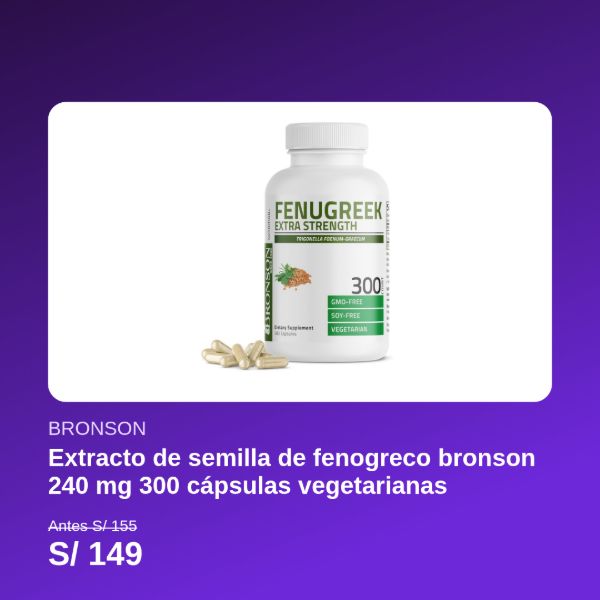 FENUGREEK
EXTRA STRENGTH
TRIGONELLA FOENUM-GRAECUM
BRONSON
300
GMO-FREE
SOY-FREE
VEGETARIAN
Dietary Supplement
BRONSON
Extracto de semilla de fenogreco bronson
240 mg 300 cápsulas vegetarianas
Antes S/ 155
S/ 149